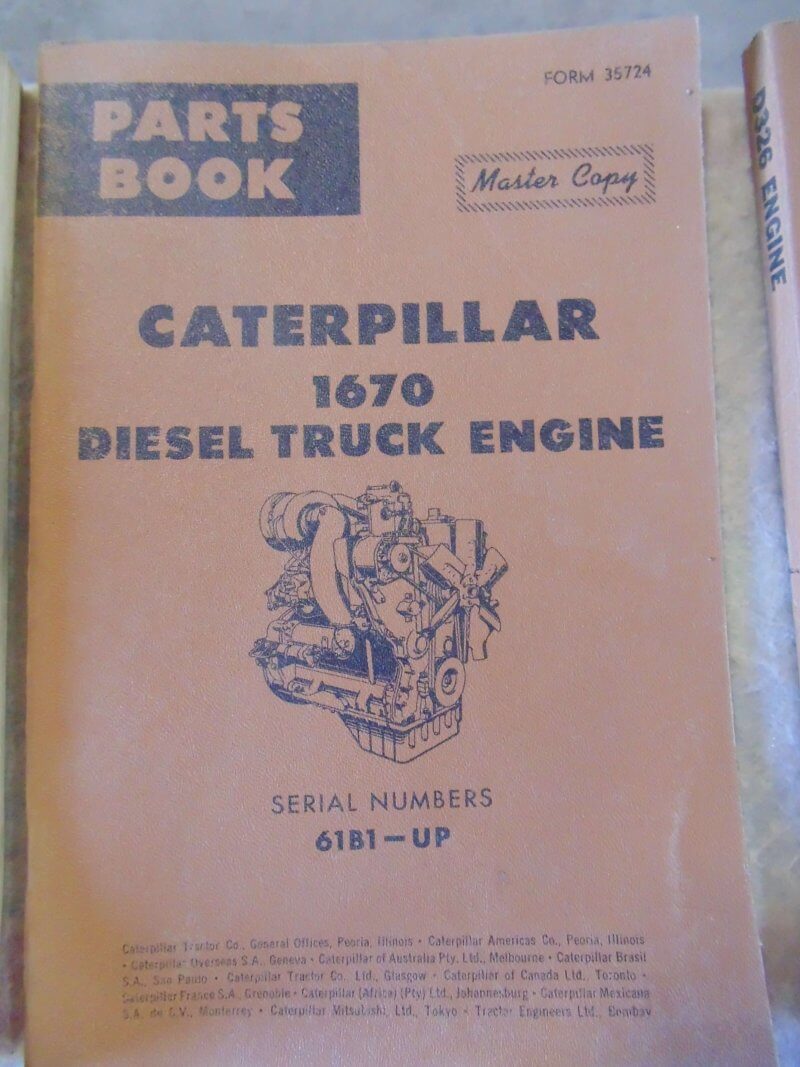 PARTS
BOOK
FORM 35724
Master Copy
CATERPILLAR
1670
DIESEL TRUCK ENGINE
SERIAL NUMBERS
61B1—UP
Caterpillar Tractor Co., General Offices, Peoria, Illinois • Caterpillar Americas Co., Peoria, Illinois
• Caterpillar Overseas S.A., Geneva • Caterpillar of Australia Pty. Ltd., Melbourne • Caterpillar Brasil
S.A., Sao Paulo • Caterpillar Tractor Co. Ltd., Glasgow • Caterpillar of Canada Ltd., Toronto •
Caterpillar France S.A., Grenoble • Caterpillar (Africa) (Pty) Ltd., Johannesburg • Caterpillar Mexicana
S.A. de C.V., Monterrey • Caterpillar Mitsubishi, Ltd., Tokyo • Tractor Engineers Ltd., Bombay
D326 ENGINE